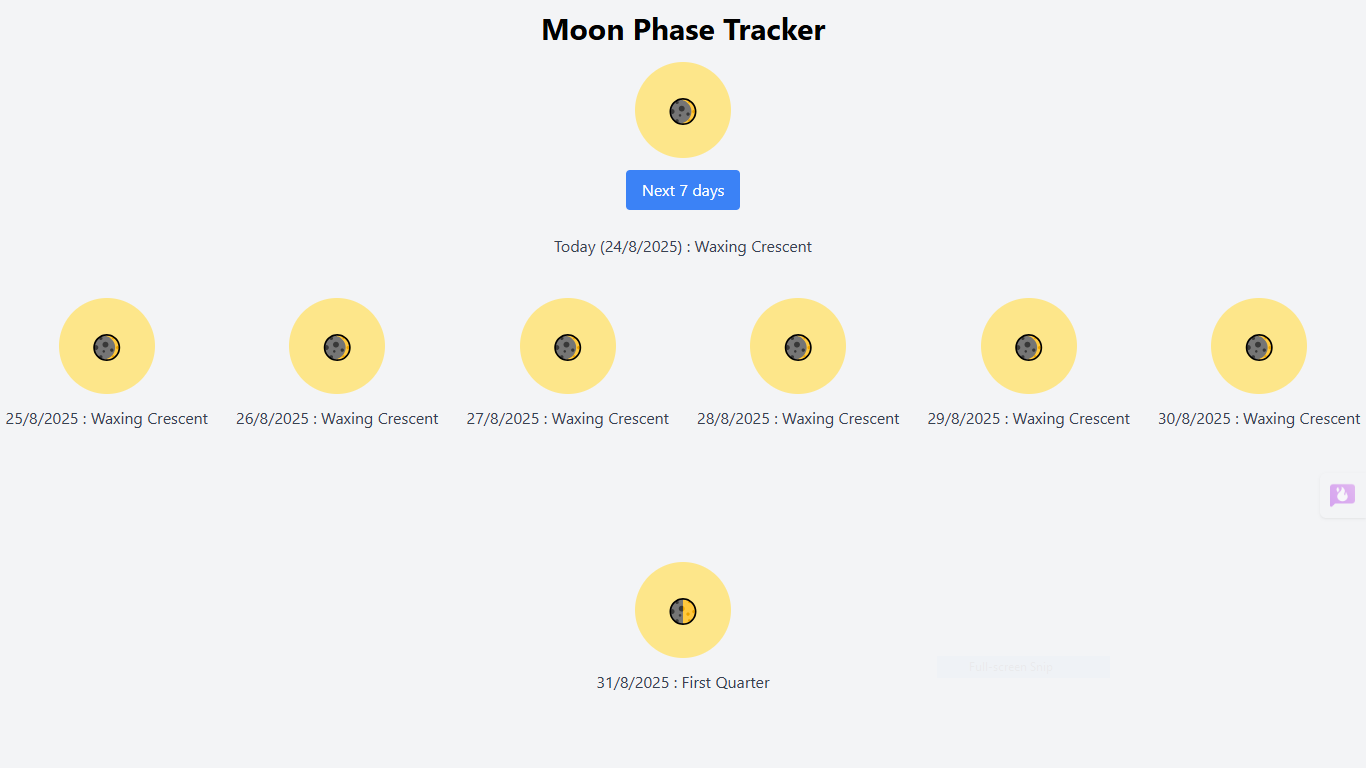 Moon Phase Tracker
Next 7 days
Today (24/8/2025) : Waxing Crescent
25/8/2025 : Waxing Crescent
26/8/2025 : Waxing Crescent
27/8/2025 : Waxing Crescent
28/8/2025 : Waxing Crescent
29/8/2025 : Waxing Crescent
30/8/2025 : Waxing Crescent
Full-screen Snip
31/8/2025 : First Quarter